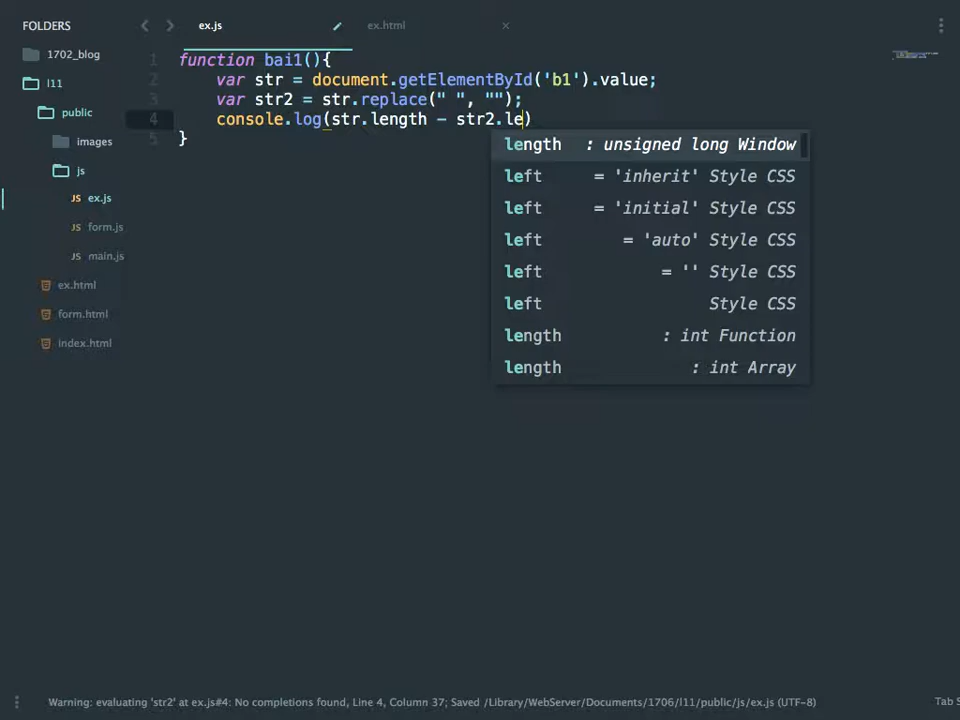 FOLDERS
1702_blog
l11
public
images
js
JS ex.js
JS form.js
JS main.js
ex.html
form.html
index.html
ex.js
ex.html
1 function bai1(){
2 var str = document.getElementById('b1').value;
3 var str2 = str.replace(" ", "");
4 console.log(str.length - str2.le)
5 }
length : unsigned long Window
left = 'inherit' Style CSS
left = 'initial' Style CSS
left = 'auto' Style CSS
left = '' Style CSS
left Style CSS
length : int Function
length : int Array
Warning: evaluating 'str2' at ex.js#4: No completions found, Line 4, Column 37; Saved /Library/WebServer/Documents/1706/l11/public/js/ex.js (UTF-8)
Tab S